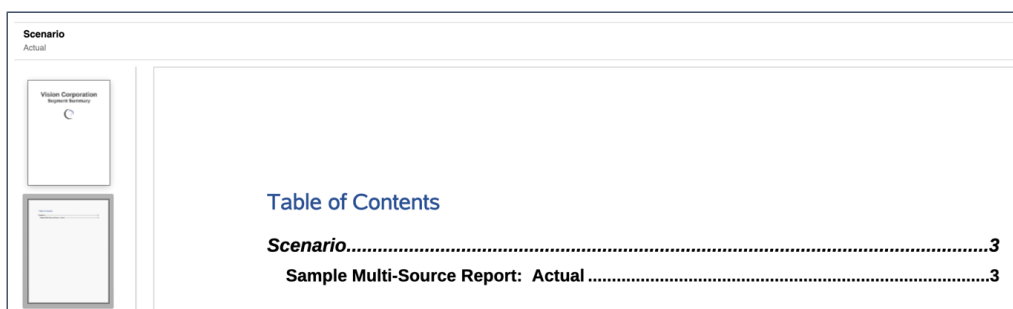 Scenario
Actual
Vision Corporation
Segment Summary
Table of Contents
Scenario....................................................................................................................3
Sample Multi-Source Report:  Actual ........................................................................3